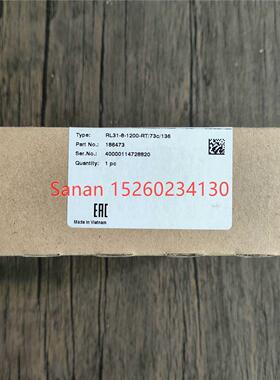 Type: RL31-8-1200-RT/73c/136
Part No.: 186473
Ser.No.: 40000114728820
Quantity: 1 pc
Sanan 15260234130
EAC
Made in Vietnam